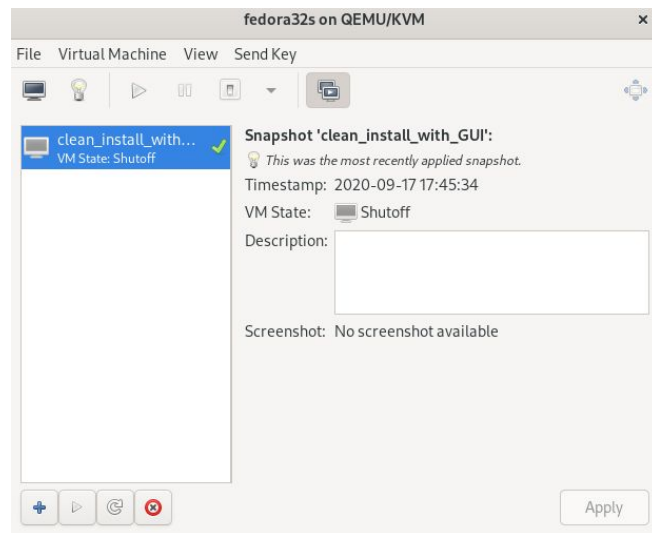 fedora32s on QEMU/KVM
File Virtual Machine View Send Key
clean_install_with...
VM State: Shutoff
Snapshot 'clean_install_with_GUI':
This was the most recently applied snapshot.
Timestamp: 2020-09-17 17:45:34
VM State: Shutoff
Description:
Screenshot: No screenshot available
Apply